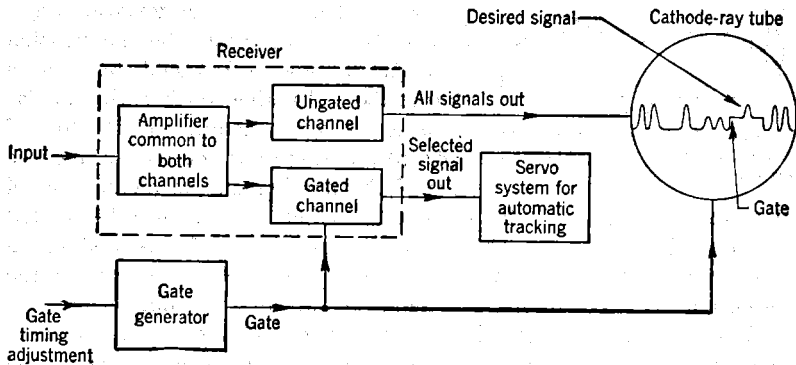 Desired signal
Cathode-ray tube
Receiver
Ungated
channel
All signals out
Amplifier
common to
both
channels
Input
Selected
signal
out
Gated
channel
Servo
system for
automatic
tracking
Gate
Gate
generator
Gate
Gate
timing
adjustment